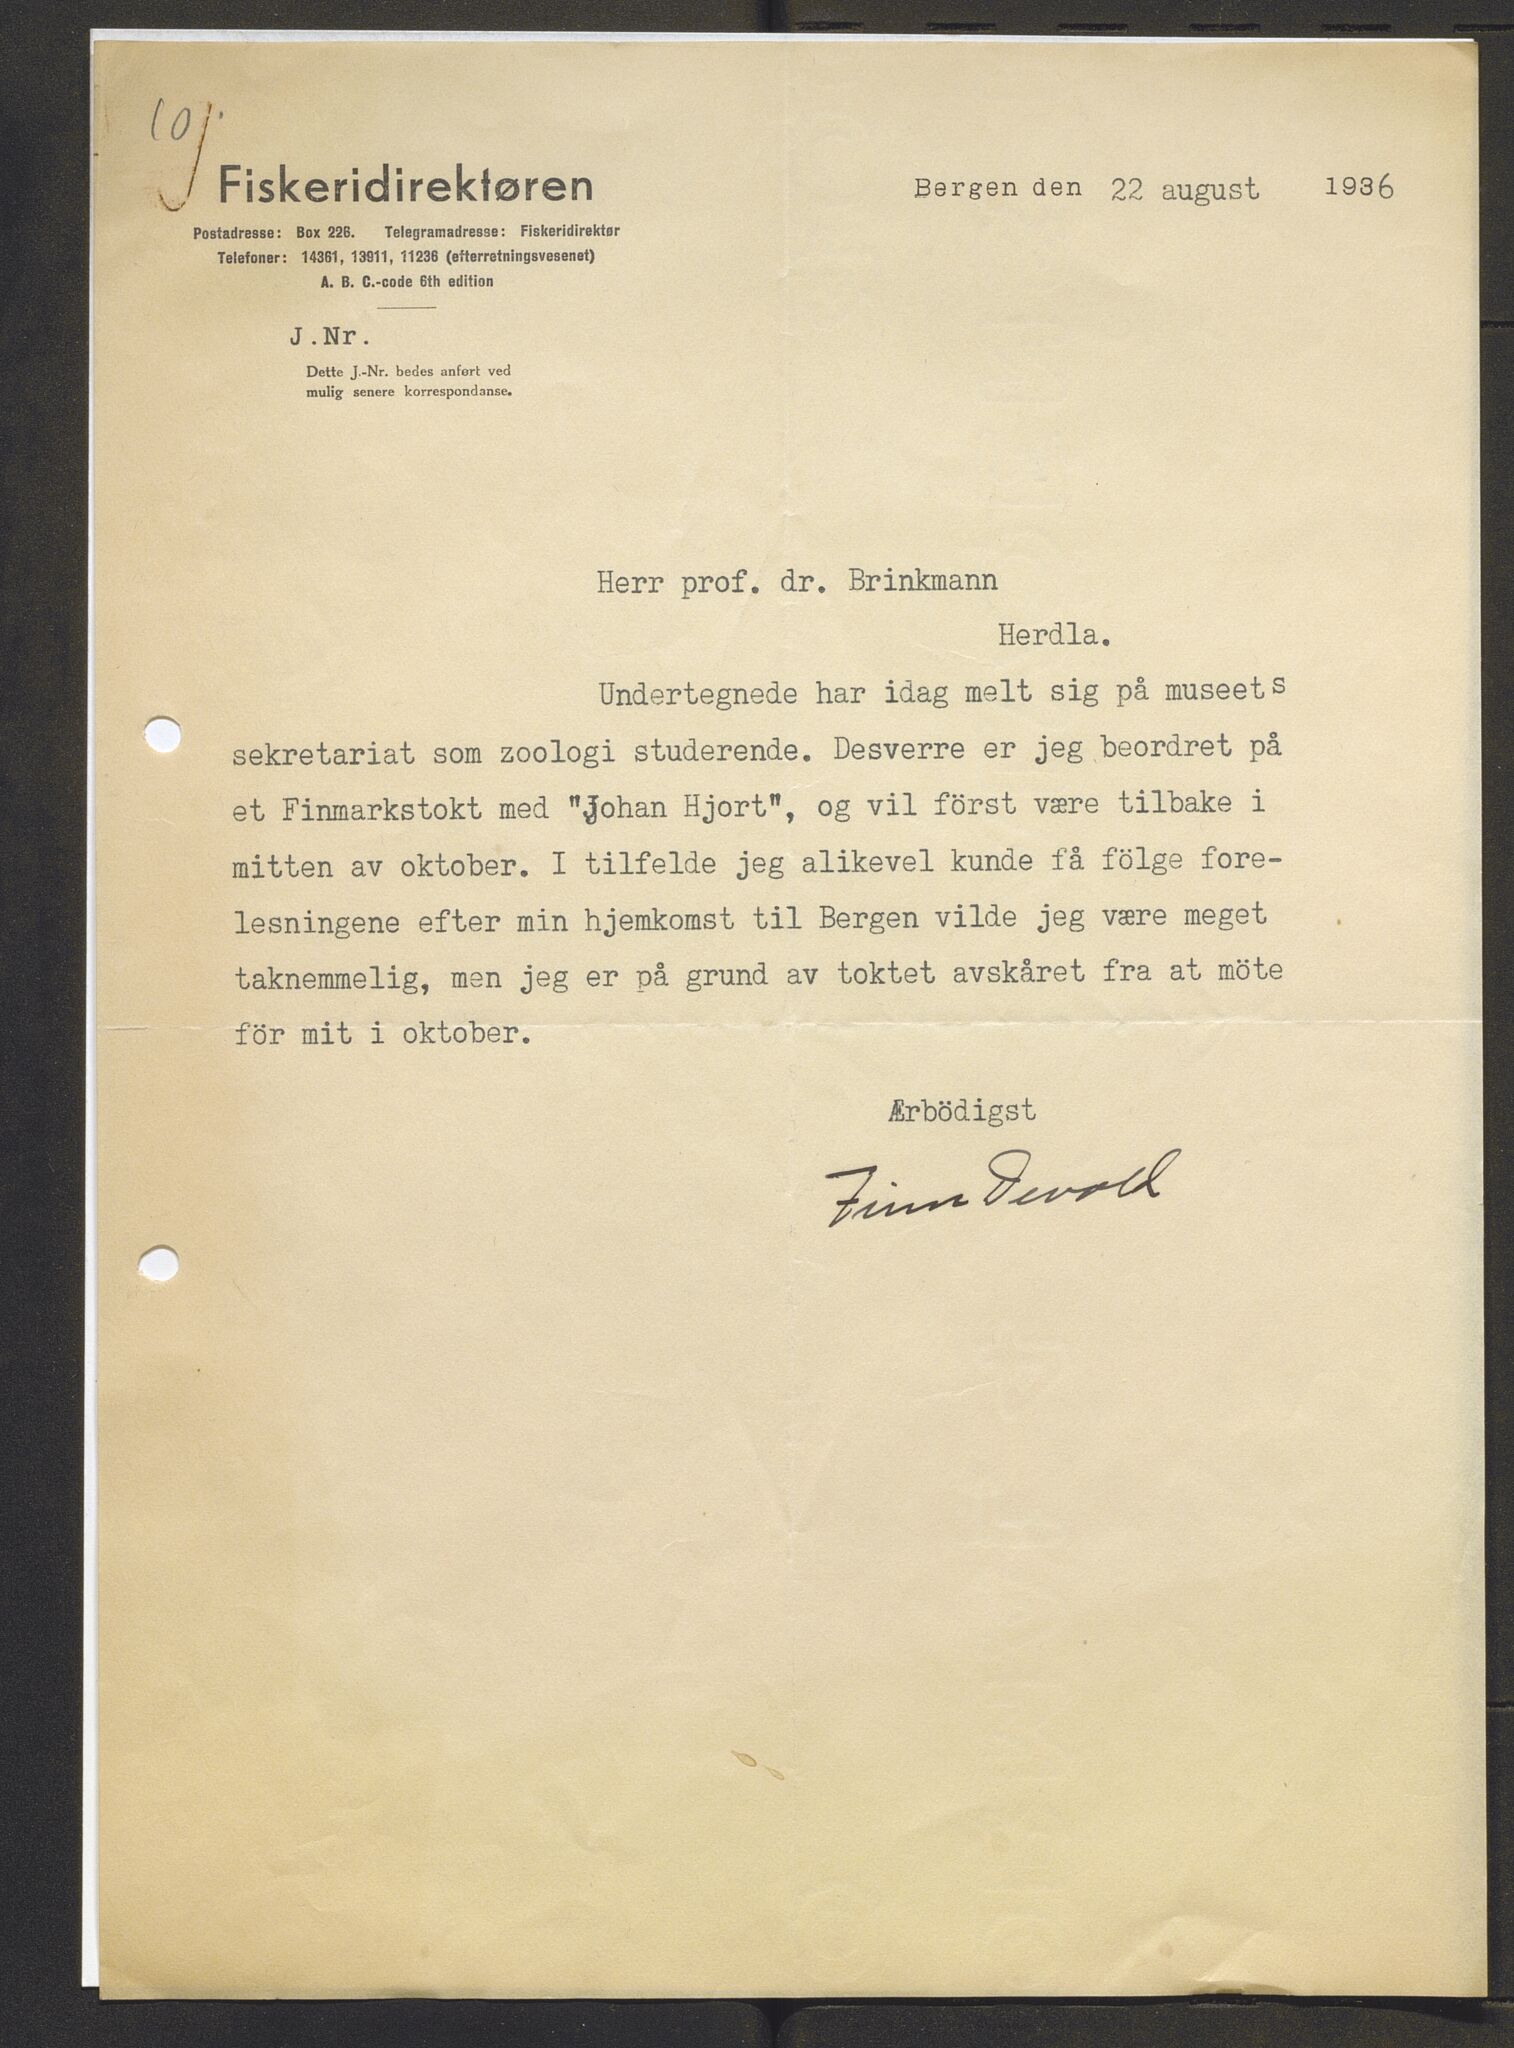 10.
Fiskeridirektøren
Bergen den 22 august 1936
Postadresse: Box 226. Telegramadresse: Fiskeridirektør
Telefoner: 14361, 13911, 11236 (efterretningsvesenet)
A. B. C.-code 6th edition
J.Nr.
Dette J.-Nr. bedes anført ved
mulig senere korrespondanse.
Herr prof. dr. Brinkmann
Herdla.
Undertegnede har idag melt sig på museets
sekretariat som zoologi studerende. Desverre er jeg beordret på
et Finmarkstokt med "Johan Hjort", og vil först være tilbake i
mitten av oktober. I tilfelde jeg alikevel kunde få fölge fore-
lesningene efter min hjemkomst til Bergen vilde jeg være meget
taknemmelig, men jeg er på grund av toktet avskåret fra at möte
för mit i oktober.
Ærbödigst
Finn Devold